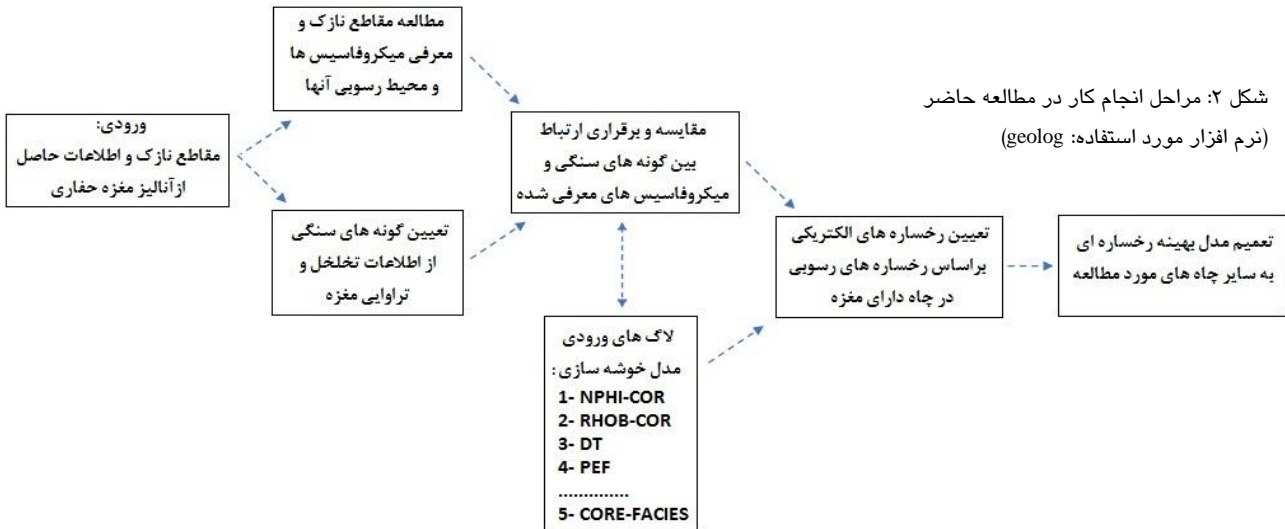 ورودی:
مقاطع نازک و اطلاعات حاصل
ازآنالیز مغزه حفاری
مطالعه مقاطع نازک و
معرفی میکروفاسیس ها
و محیط رسوبی آنها
تعیین گونه های سنگی
از اطلاعات تخلخل و
تراوایی مغزه
مقایسه و برقراری ارتباط
بین گونه های سنگی و
میکروفاسیس های معرفی شده
لاگ های ورودی
مدل خوشه سازی:
1- NPHI-COR
2- RHOB-COR
3- DT
4- PEF
..............
5- CORE-FACIES
تعیین رخساره های الکتریکی
براساس رخساره های رسوبی
در چاه دارای مغزه
تعمیم مدل بهینه رخساره ای
به سایر چاه های مورد مطالعه
شکل ۲: مراحل انجام کار در مطالعه حاضر
(نرم افزار مورد استفاده: geolog)